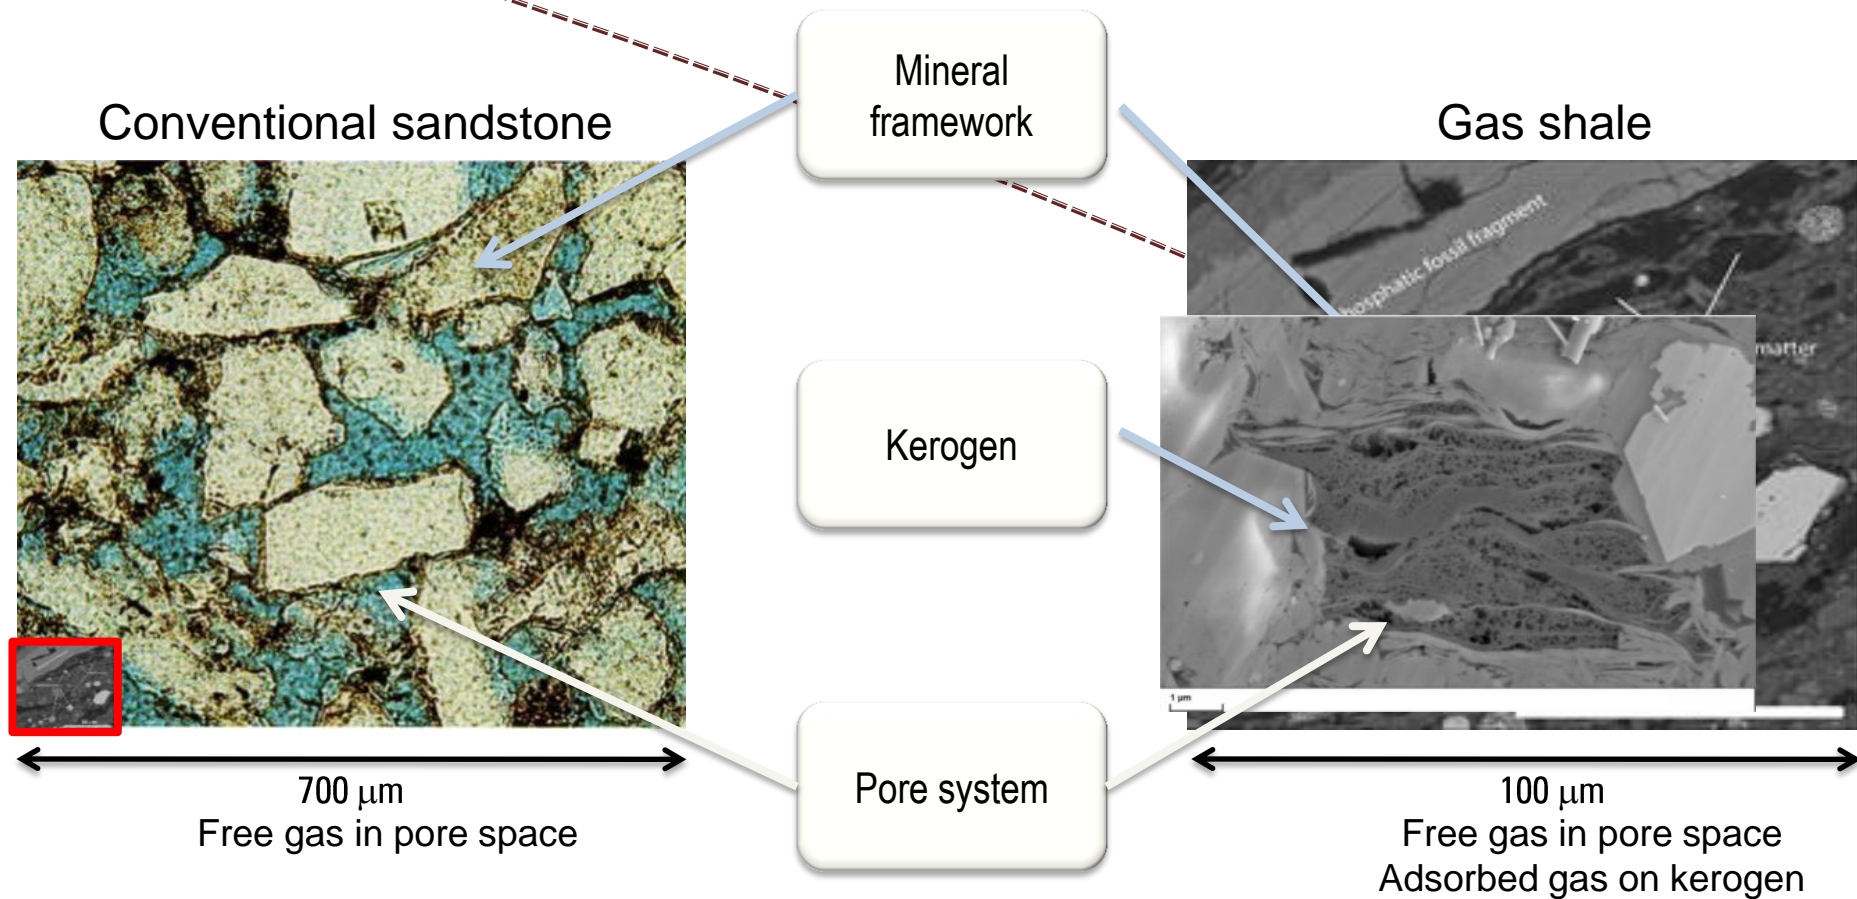 Mineral
framework
Conventional sandstone
Gas shale
hosphatic fossil fragment
matter
Kerogen
1 µm
Pore system
700 μm
Free gas in pore space
100 μm
Free gas in pore space
Adsorbed gas on kerogen